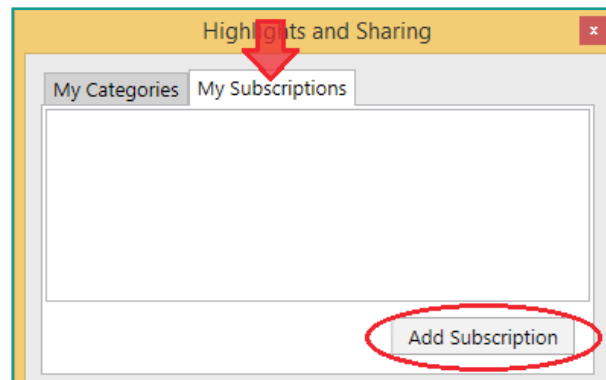 Highlights and Sharing
x
My Categories
My Subscriptions
Add Subscription